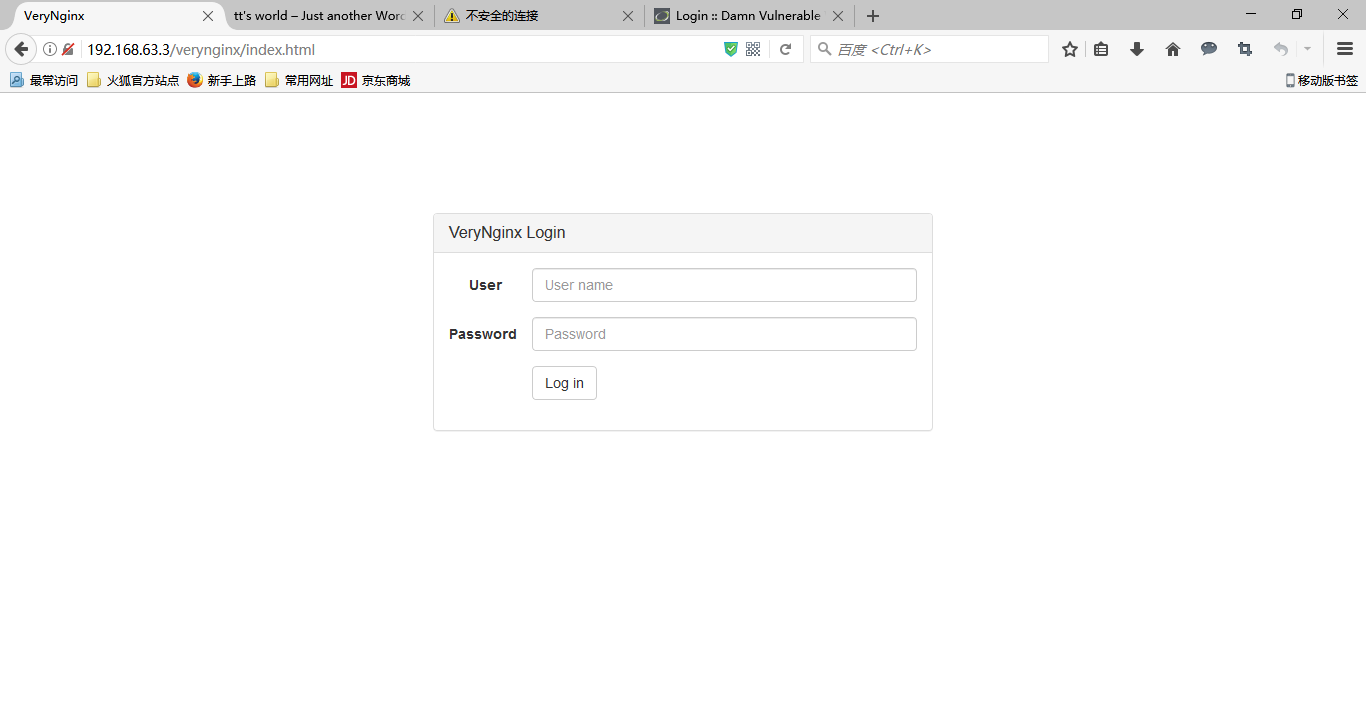 VeryNginx
tt's world – Just another Word
不安全的连接
Login :: Damn Vulnerable
192.168.63.3/verynginx/index.html
百度 <Ctrl+K>
最常访问
火狐官方站点
新手上路
常用网址
JD
京东商城
移动版书签
VeryNginx Login
User
User name
Password
Password
Log in